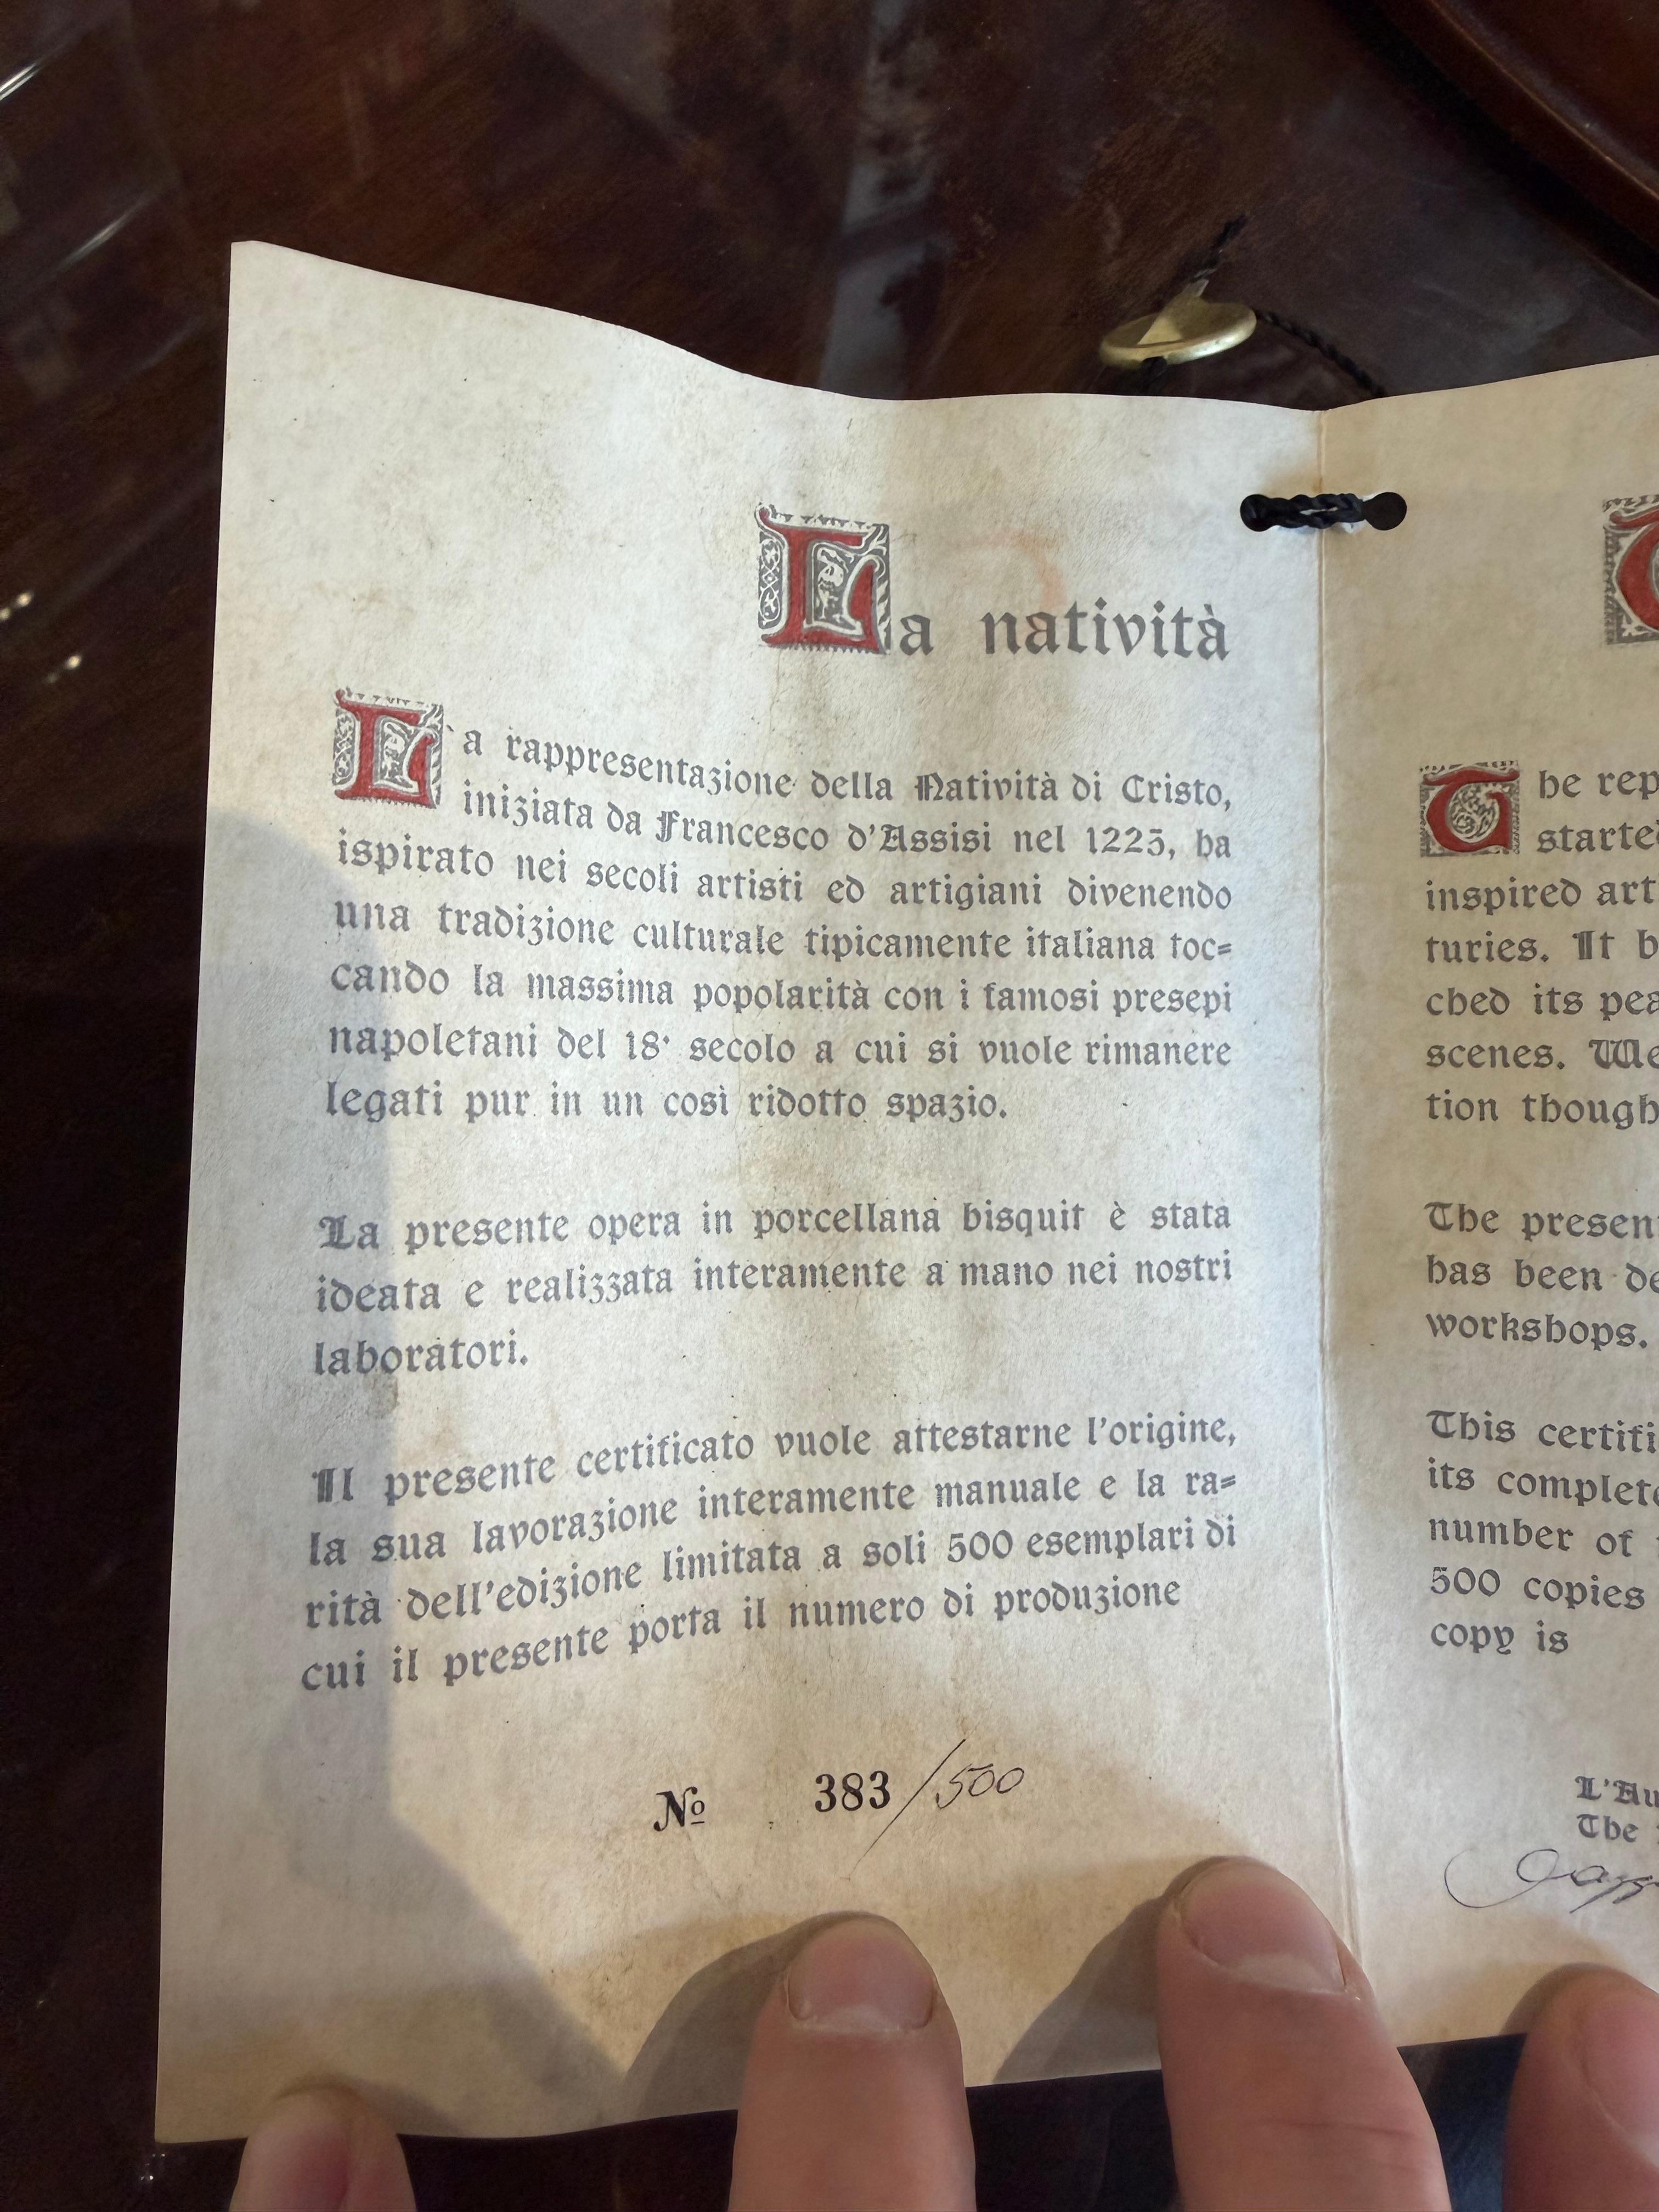 La natività
La rappresentazione della Natività di Cristo,
iniziata da Francesco d'Assisi nel 1223, ha
ispirato nei secoli artisti ed artigiani divenendo
una tradizione culturale tipicamente italiana toc=
cando la massima popolarità con i famosi presepi
napoletani del 18° secolo a cui si vuole rimanere
legati pur in un così ridotto spazio.
La presente opera in porcellana bisquit è stata
ideata e realizzata interamente a mano nei nostri
laboratori.
Il presente certificato vuole attestarne l'origine,
la sua lavorazione interamente manuale e la ra=
rità dell'edizione limitata a soli 500 esemplari di
cui il presente porta il numero di produzione
Nº 383/500
T
The rep
started
inspired art
turies. It b
ched its pea
scenes. We
tion though
The present
has been de
workshops.
This certifi
its complete
number of
500 copies
copy is
L'Au
The